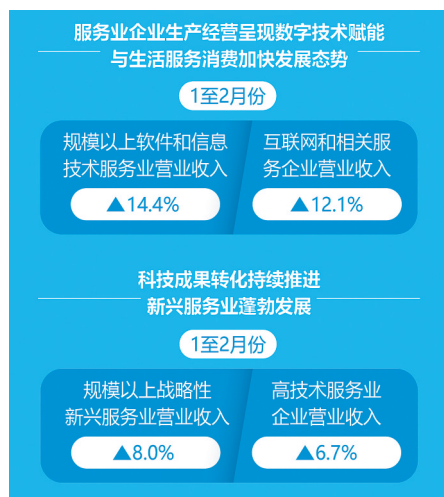 服务业企业生产经营呈现数字技术赋能
与生活服务消费加快发展态势
1至2月份
规模以上软件和信息
技术服务业营业收入
▲14.4%
互联网和相关服
务企业营业收入
▲12.1%
科技成果转化持续推进
新兴服务业蓬勃发展
1至2月份
规模以上战略性
新兴服务业营业收入
▲8.0%
高技术服务业
企业营业收入
▲6.7%